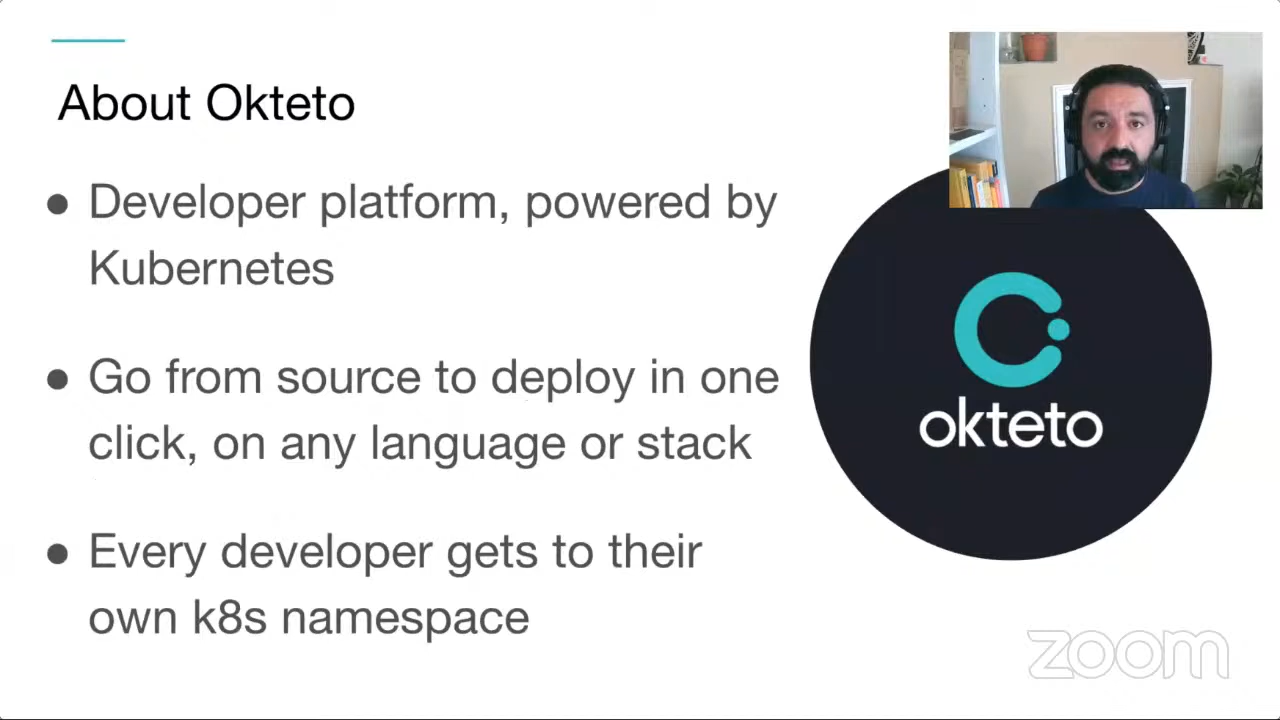 About Okteto
● Developer platform, powered by
Kubernetes
● Go from source to deploy in one
click, on any language or stack
● Every developer gets to their
own k8s namespace
okteto
zoom